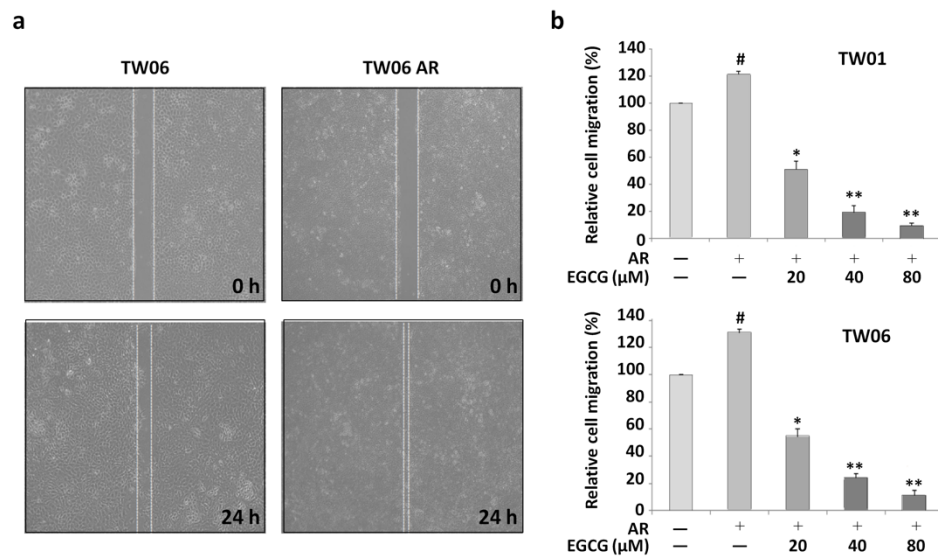 a
TW06
TW06 AR
0 h
0 h
24 h
24 h
b
Relative cell migration (%)
140
120
100
80
60
40
20
0
TW01
#
*
**
**
AR — + + + +
EGCG (μM) — — 20 40 80
Relative cell migration (%)
140
120
100
80
60
40
20
0
TW06
#
*
**
**
AR — + + + +
EGCG (μM) — — 20 40 80